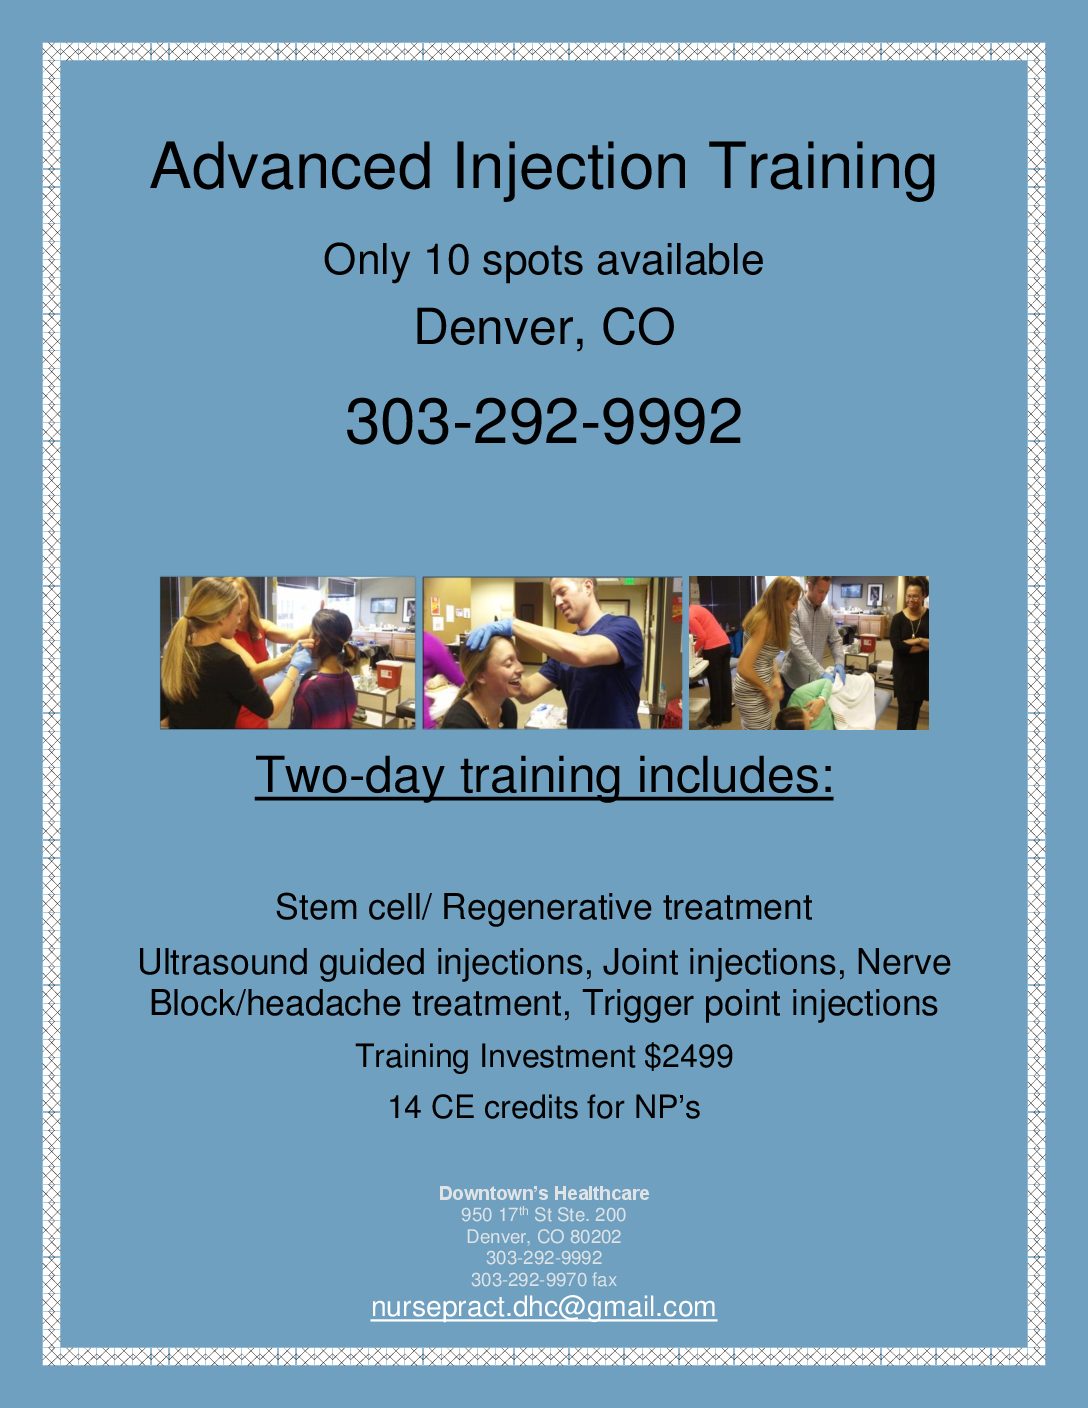 Advanced Injection Training
Only 10 spots available
Denver, CO
303-292-9992
Two-day training includes:
Stem cell/ Regenerative treatment
Ultrasound guided injections, Joint injections, Nerve
Block/headache treatment, Trigger point injections
Training Investment $2499
14 CE credits for NP’s
Downtown’s Healthcare
950 17th St Ste. 200
Denver, CO 80202
303-292-9992
303-292-9970 fax
nursepract.dhc@gmail.com